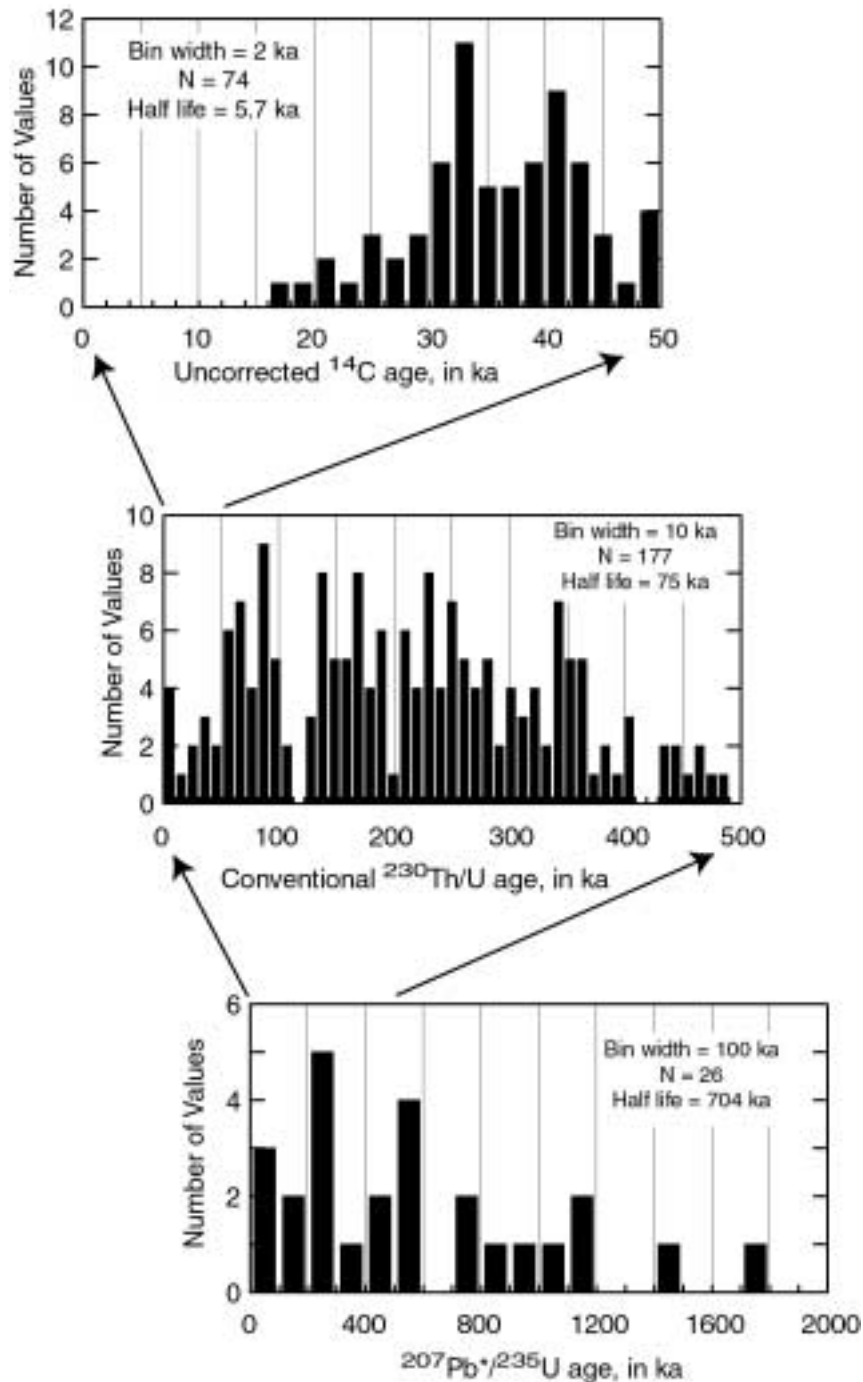 12
10
8
6
4
2
0
Number of Values
Bin width = 2 ka
N = 74
Half life = 5.7 ka
0 10 20 30 40 50
Uncorrected ¹⁴C age, in ka
10
8
6
4
2
0
Number of Values
Bin width = 10 ka
N = 177
Half life = 75 ka
0 100 200 300 400 500
Conventional ²³⁰Th/U age, in ka
6
4
2
0
Number of Values
Bin width = 100 ka
N = 26
Half life = 704 ka
0 400 800 1200 1600 2000
²⁰⁷Pb*/²³⁵U age, in ka